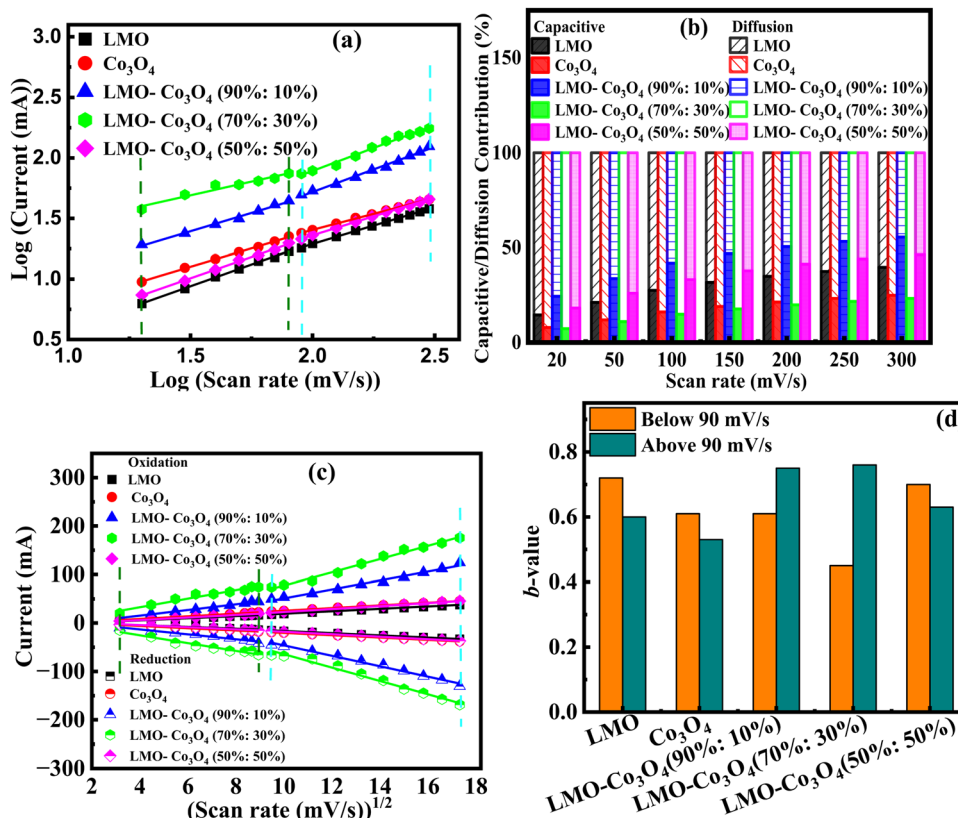 (a)
LMO
Co₃O₄
LMO- Co₃O₄ (90%: 10%)
LMO- Co₃O₄ (70%: 30%)
LMO- Co₃O₄ (50%: 50%)
Log (Current (mA))
3.0
2.5
2.0
1.5
1.0
0.5
1.0 1.5 2.0 2.5
Log (Scan rate (mV/s))
(b)
Capacitive Diffusion
LMO LMO
Co₃O₄ Co₃O₄
LMO- Co₃O₄ (90%: 10%) LMO- Co₃O₄ (90%: 10%)
LMO- Co₃O₄ (70%: 30%) LMO- Co₃O₄ (70%: 30%)
LMO- Co₃O₄ (50%: 50%) LMO- Co₃O₄ (50%: 50%)
Capacitive/Diffusion Contribution (%)
150
100
50
0
20 50 100 150 200 250 300
Scan rate (mV/s)
(c)
Oxidation
LMO
Co₃O₄
LMO- Co₃O₄ (90%: 10%)
LMO- Co₃O₄ (70%: 30%)
LMO- Co₃O₄ (50%: 50%)
Reduction
LMO
Co₃O₄
LMO- Co₃O₄ (90%: 10%)
LMO- Co₃O₄ (70%: 30%)
LMO- Co₃O₄ (50%: 50%)
Current (mA)
300
200
100
0
−100
−200
−300
2 4 6 8 10 12 14 16 18
(Scan rate (mV/s))¹/²
(d)
Below 90 mV/s
Above 90 mV/s
b-value
0.8
0.6
0.4
0.2
0.0
LMO
Co₃O₄
LMO-Co₃O₄(90%: 10%)
LMO-Co₃O₄(70%: 30%)
LMO-Co₃O₄(50%: 50%)